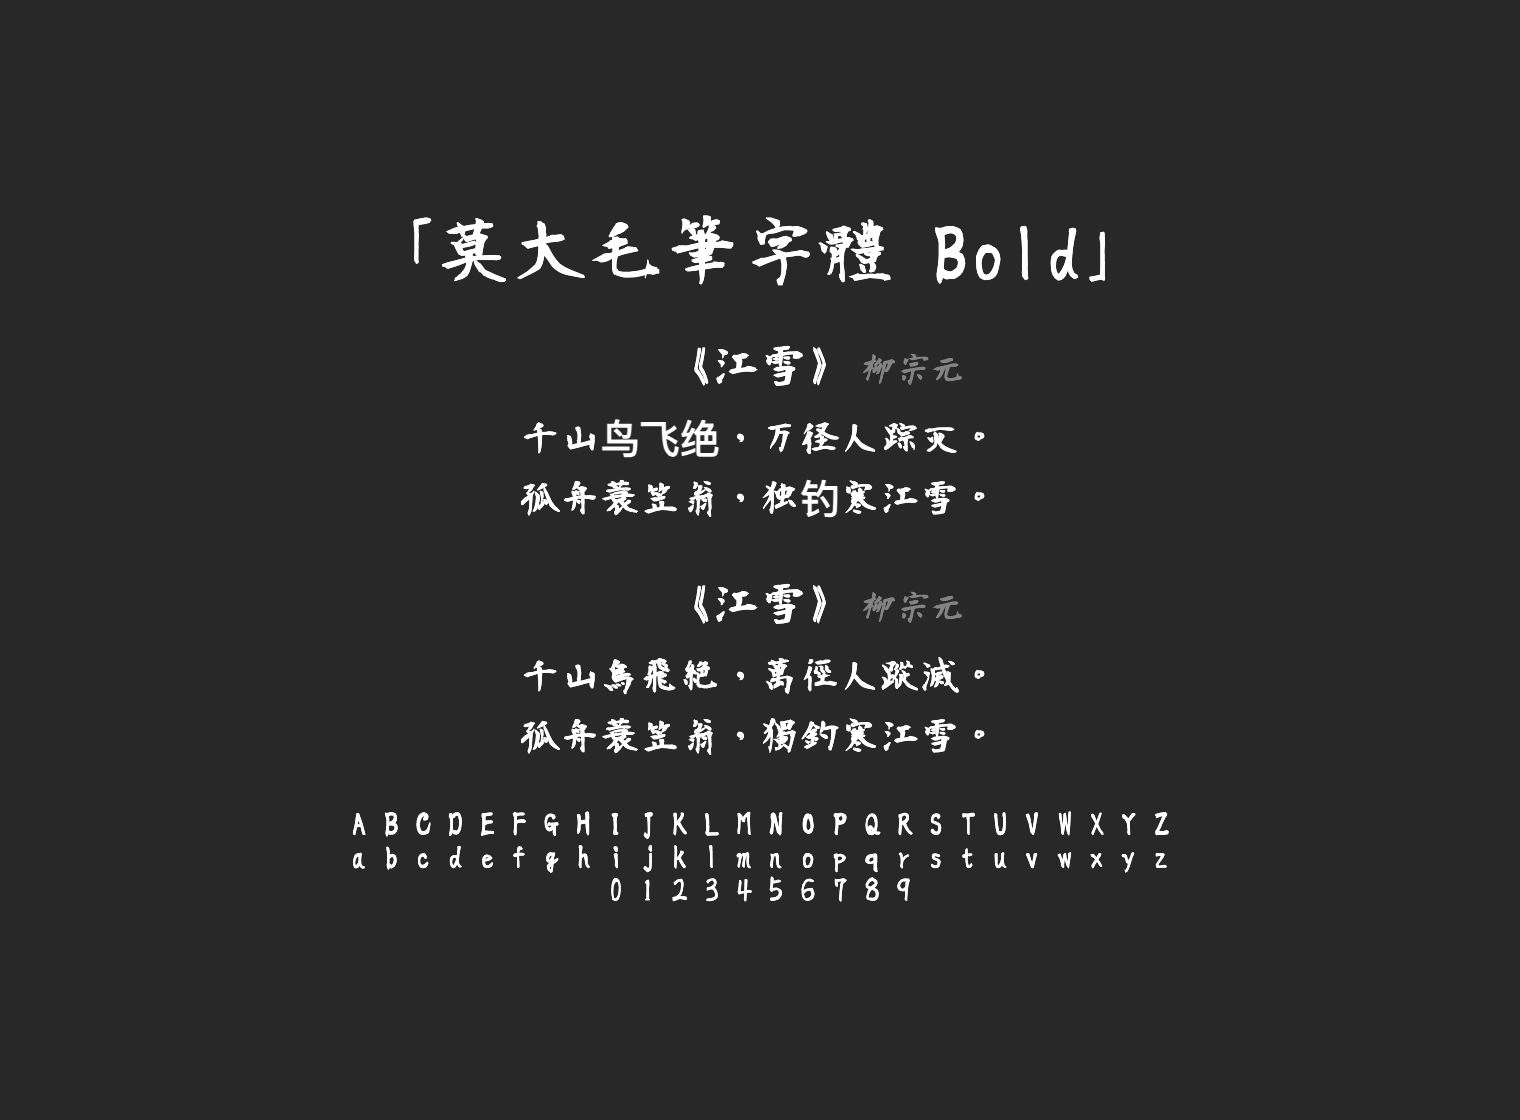 「莫大毛筆字體 Bold」
《江雪》 柳宗元
千山鸟飞绝，万径人踪灭。
孤舟蓑笠翁，独钓寒江雪。
《江雪》 柳宗元
千山鳥飛絕，萬徑人蹤滅。
孤舟蓑笠翁，獨釣寒江雪。
A B C D E F G H I J K L M N O P Q R S T U V W X Y Z
a b c d e f g h i j k l m n o p q r s t u v w x y z
0 1 2 3 4 5 6 7 8 9